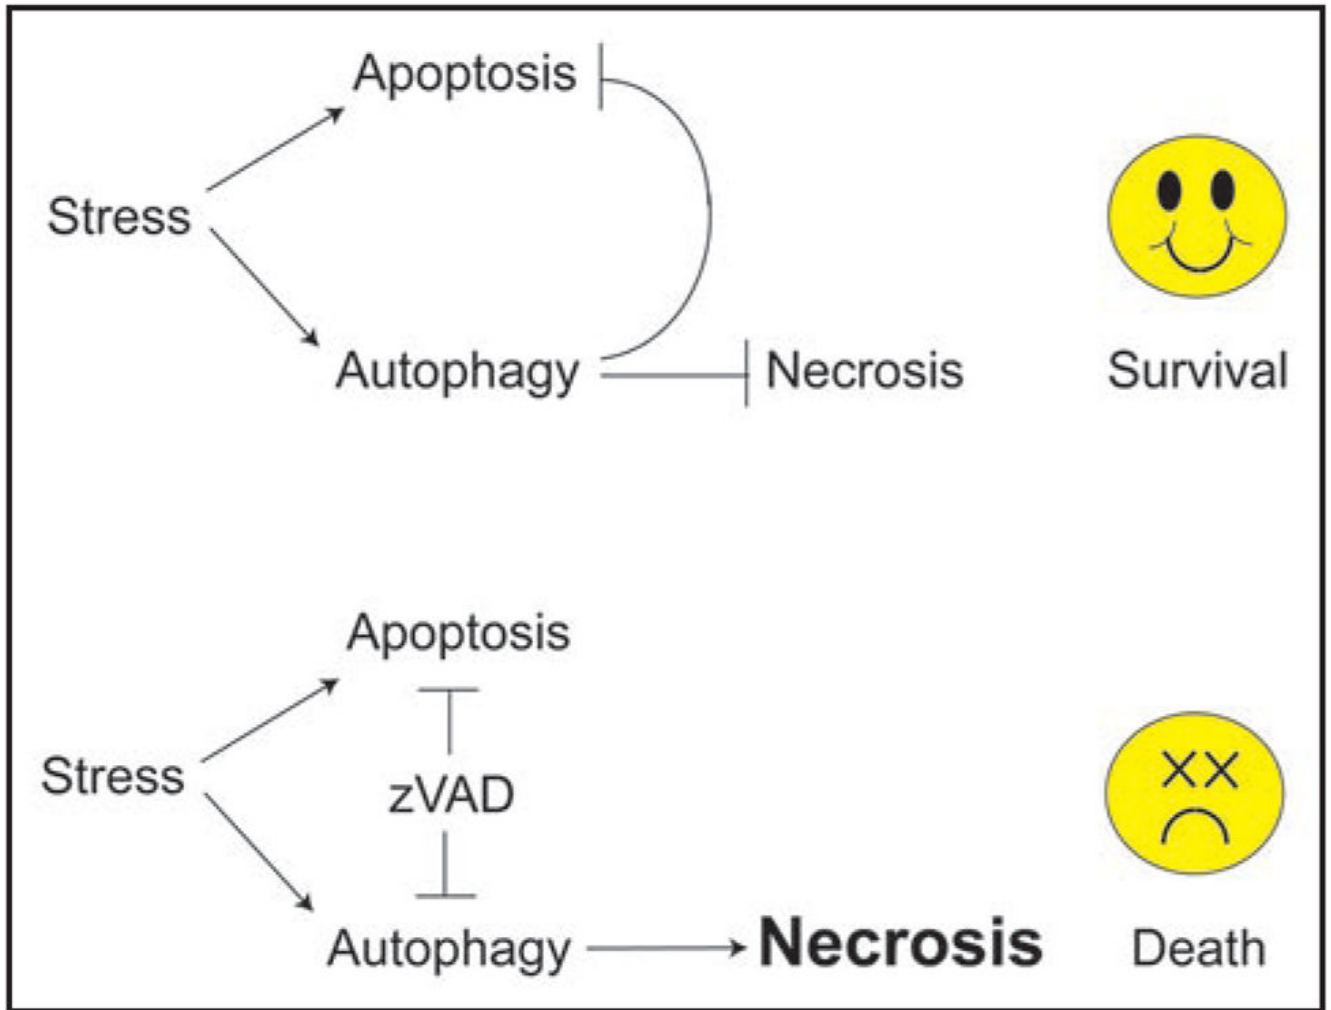 Apoptosis
Stress
Autophagy
Necrosis
Survival
Apoptosis
Stress
zVAD
Autophagy
Necrosis
Death